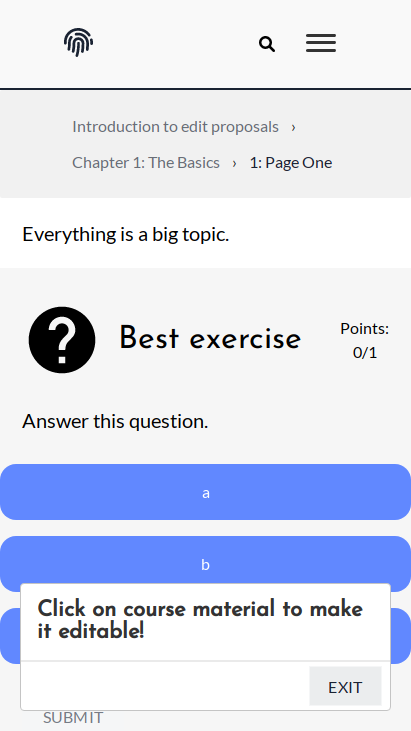 Introduction to edit proposals ›
Chapter 1: The Basics › 1: Page One
Everything is a big topic.
Best exercise
Points:
0/1
Answer this question.
a
b
Click on course material to make
it editable!
EXIT
SUBMIT